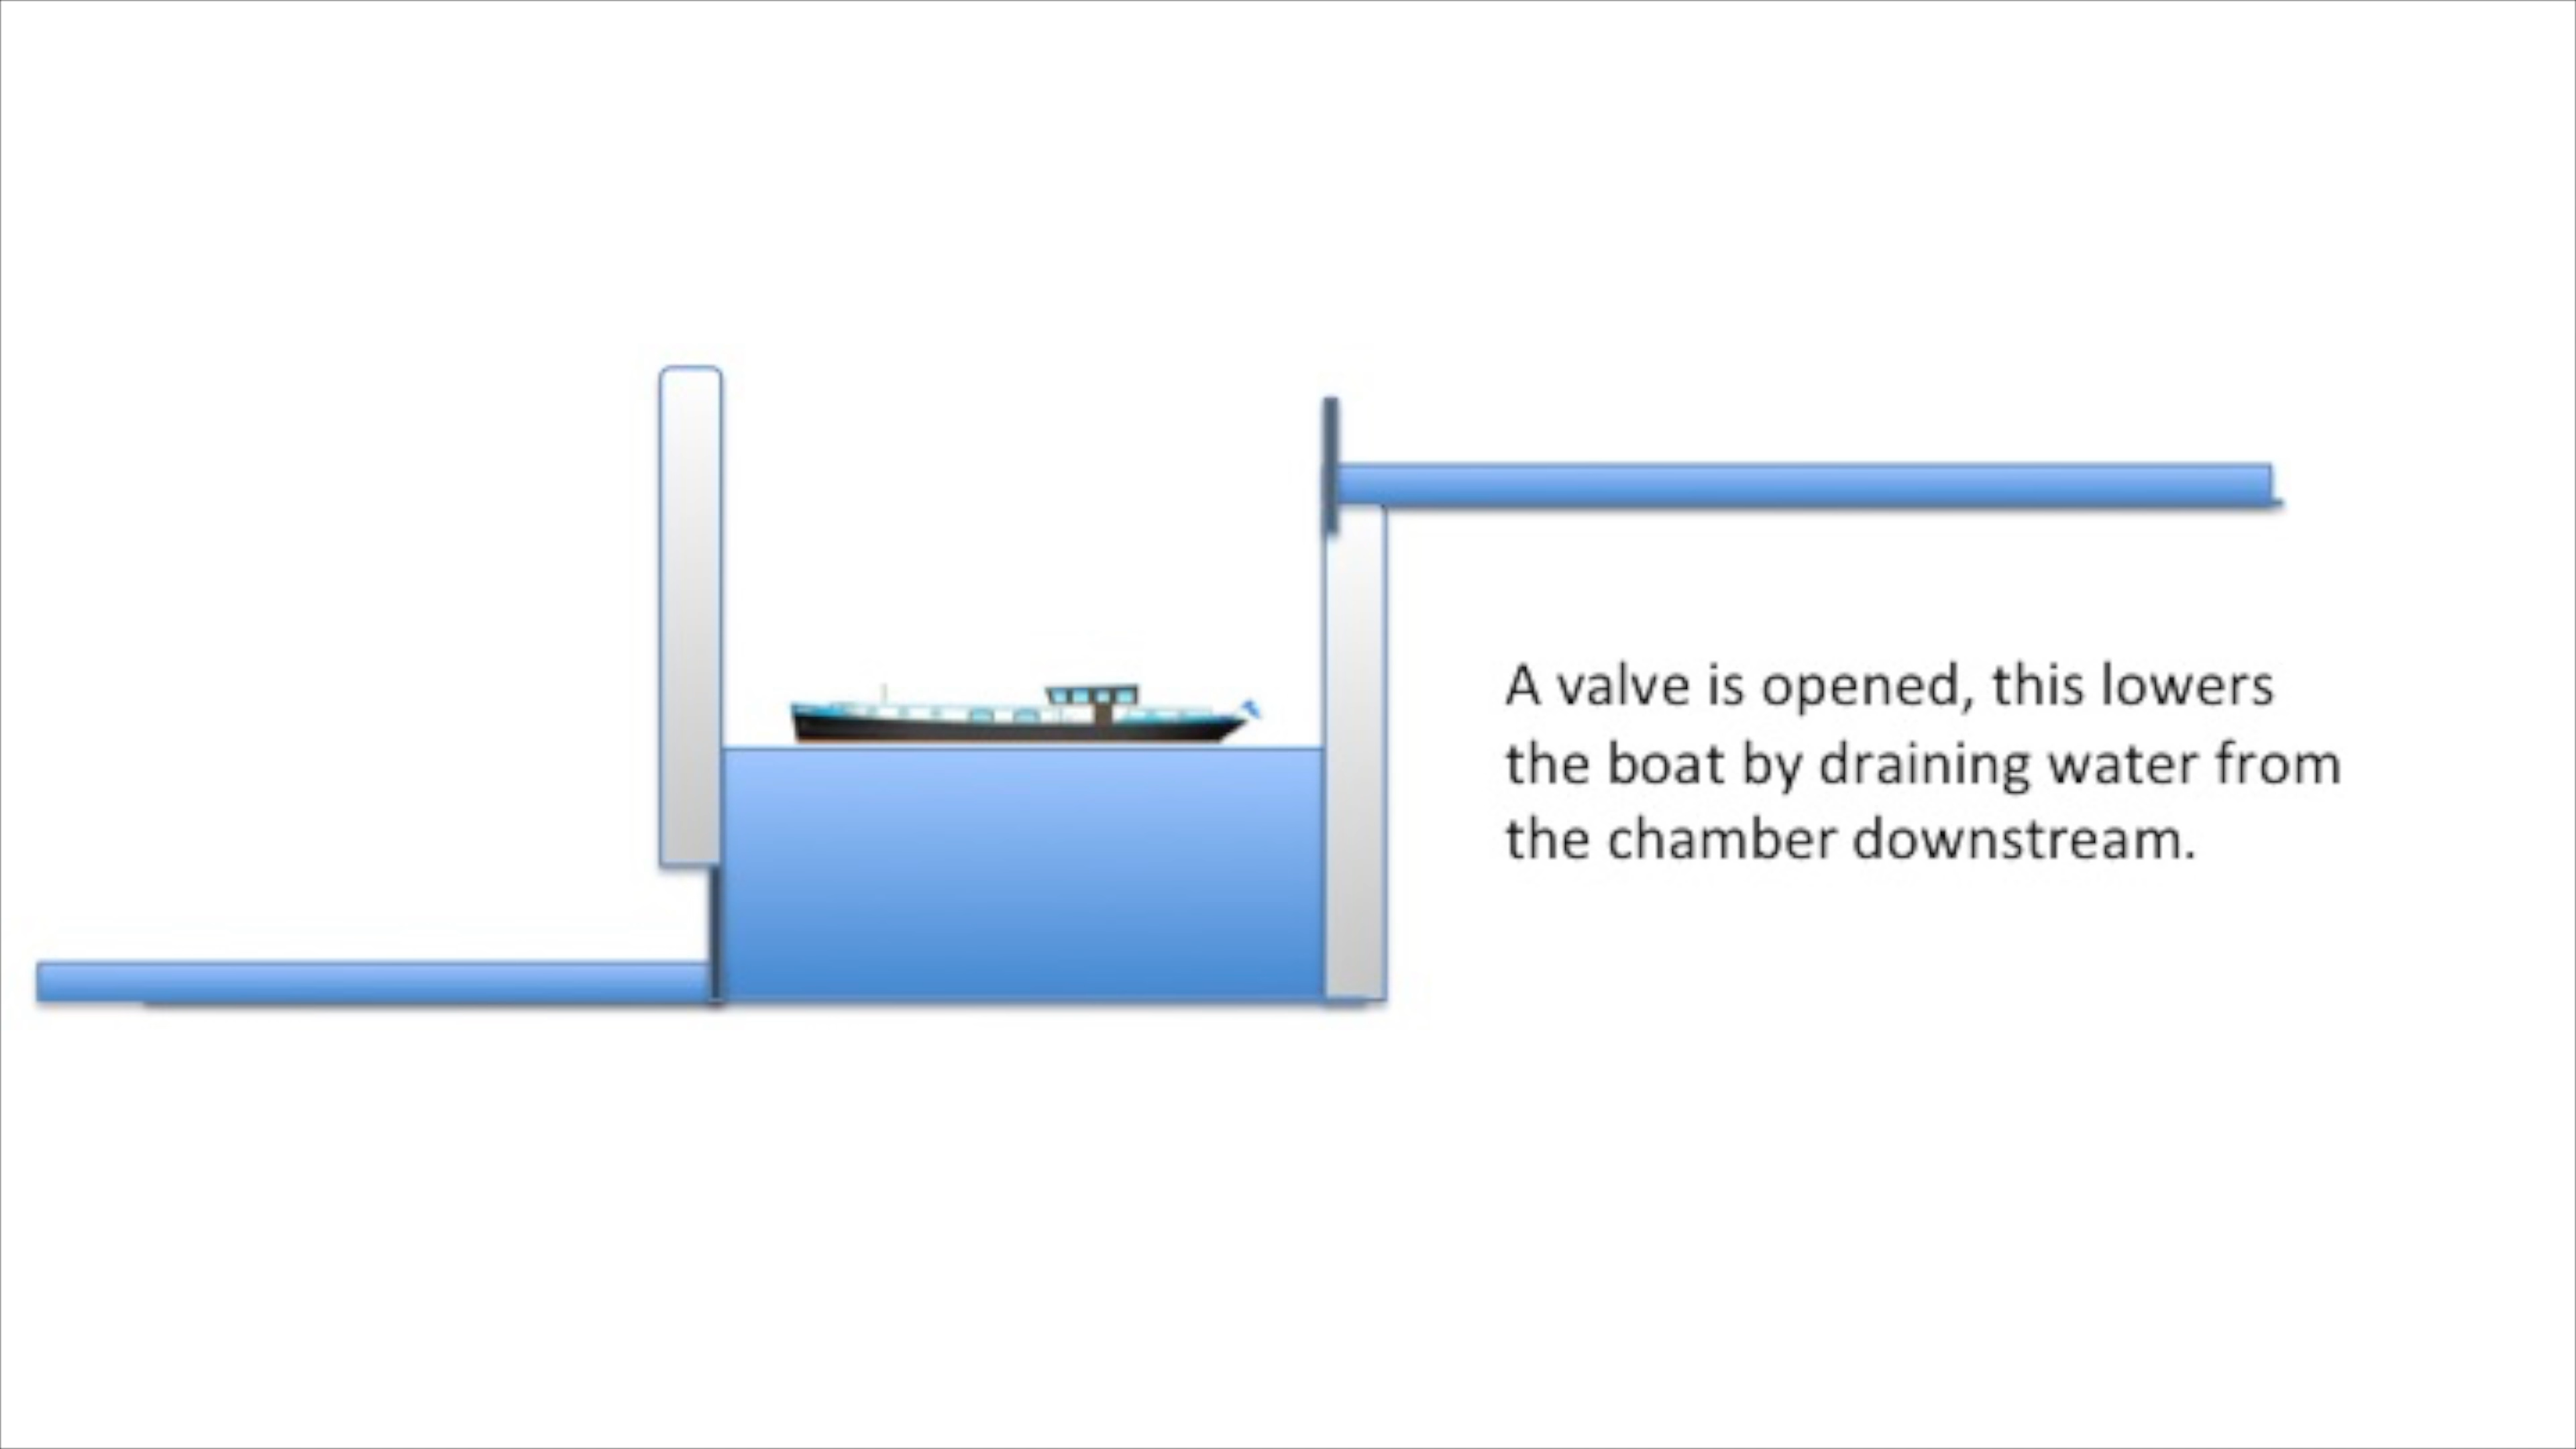 A valve is opened, this lowers
the boat by draining water from
the chamber downstream.